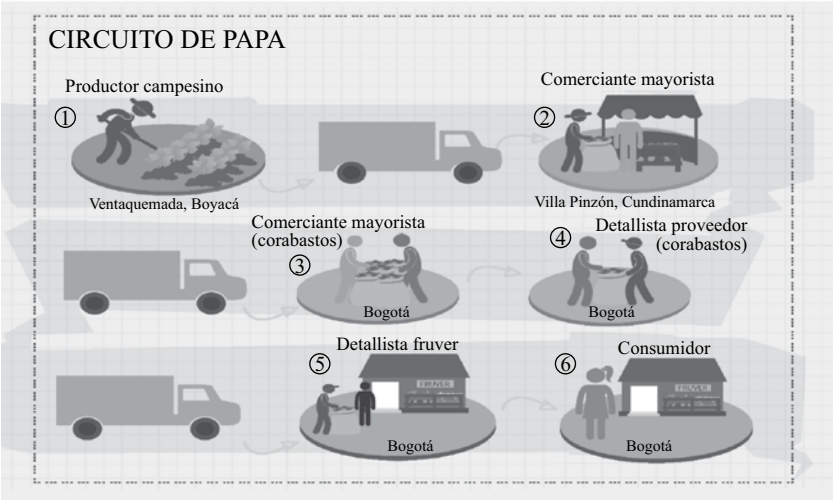 CIRCUITO DE PAPA
Productor campesino
①
Ventaquemada, Boyacá
Comerciante mayorista
②
Villa Pinzón, Cundinamarca
Comerciante mayorista
(corabastos)
③
Bogotá
Detallista proveedor
(corabastos)
④
Bogotá
Detallista fruver
⑤
FRUVER
Bogotá
Consumidor
⑥
FRUVER
Bogotá